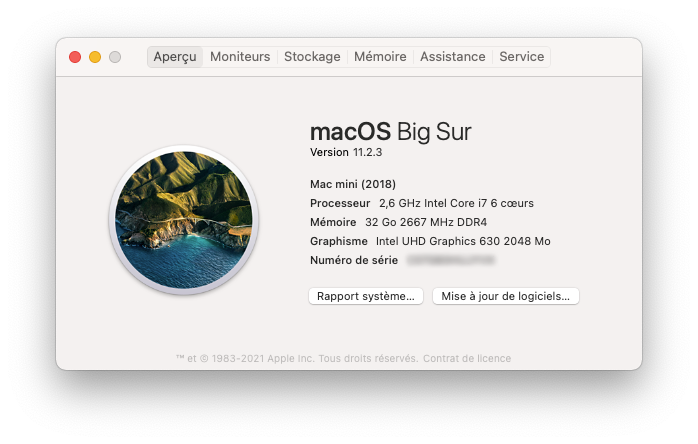 Aperçu Moniteurs Stockage Mémoire Assistance Service
macOS Big Sur
Version 11.2.3
Mac mini (2018)
Processeur 2,6 GHz Intel Core i7 6 cœurs
Mémoire 32 Go 2667 MHz DDR4
Graphisme Intel UHD Graphics 630 2048 Mo
Numéro de série
Rapport système... Mise à jour de logiciels...
™ et © 1983-2021 Apple Inc. Tous droits réservés. Contrat de licence